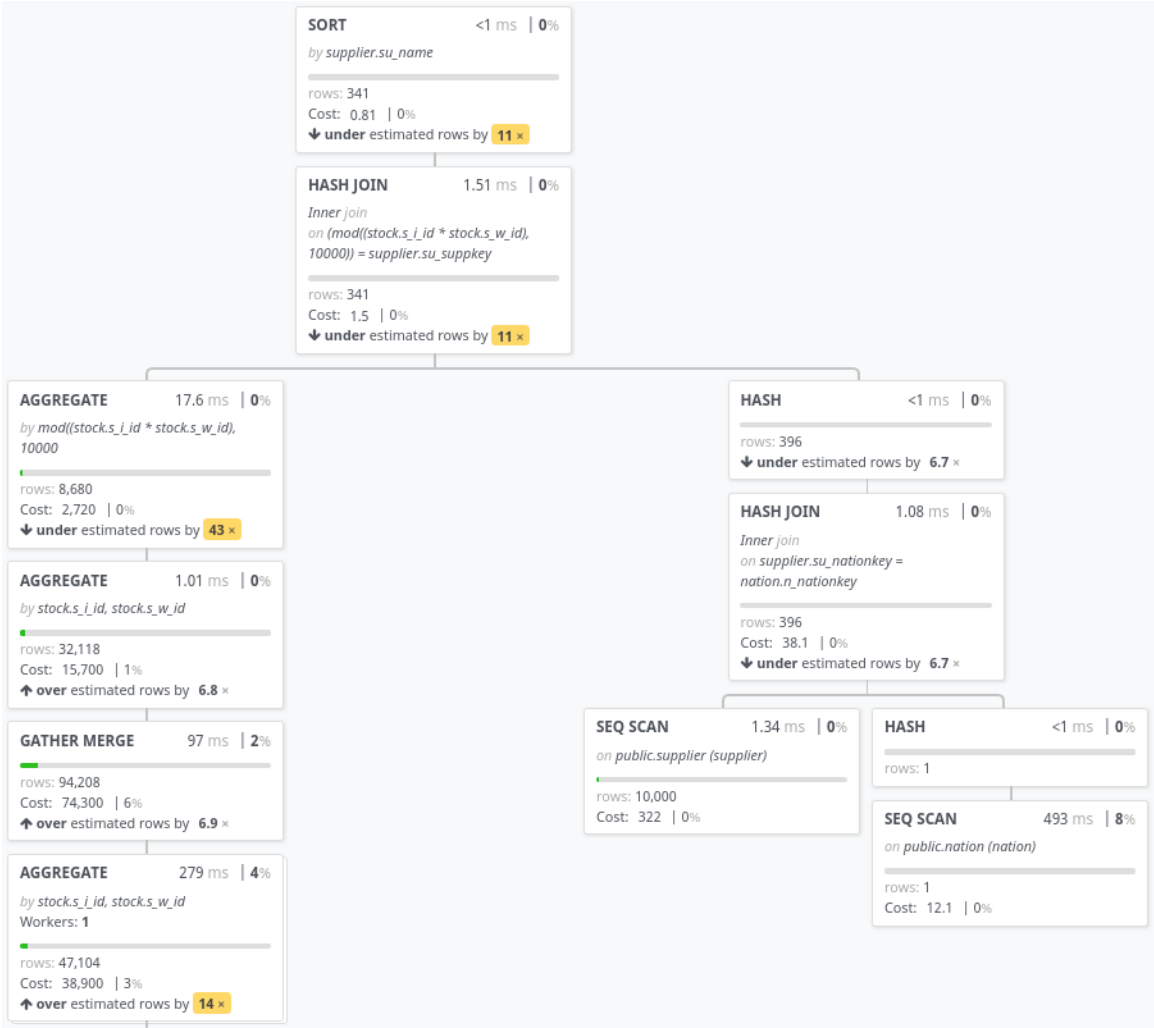 SORT <1 ms | 0%
by supplier.su_name
rows: 341
Cost: 0.81 | 0%
under estimated rows by 11 ×
HASH JOIN 1.51 ms | 0%
Inner join
on (mod((stock.s_i_id * stock.s_w_id),
10000)) = supplier.su_suppkey
rows: 341
Cost: 1.5 | 0%
under estimated rows by 11 ×
AGGREGATE 17.6 ms | 0%
by mod((stock.s_i_id * stock.s_w_id),
10000
rows: 8,680
Cost: 2,720 | 0%
under estimated rows by 43 ×
AGGREGATE 1.01 ms | 0%
by stock.s_i_id, stock.s_w_id
rows: 32,118
Cost: 15,700 | 1%
over estimated rows by 6.8 ×
GATHER MERGE 97 ms | 2%
rows: 94,208
Cost: 74,300 | 6%
over estimated rows by 6.9 ×
AGGREGATE 279 ms | 4%
by stock.s_i_id, stock.s_w_id
Workers: 1
rows: 47,104
Cost: 38,900 | 3%
over estimated rows by 14 ×
HASH <1 ms | 0%
rows: 396
under estimated rows by 6.7 ×
HASH JOIN 1.08 ms | 0%
Inner join
on supplier.su_nationkey =
nation.n_nationkey
rows: 396
Cost: 38.1 | 0%
under estimated rows by 6.7 ×
SEQ SCAN 1.34 ms | 0%
on public.supplier (supplier)
rows: 10,000
Cost: 322 | 0%
HASH <1 ms | 0%
rows: 1
SEQ SCAN 493 ms | 8%
on public.nation (nation)
rows: 1
Cost: 12.1 | 0%